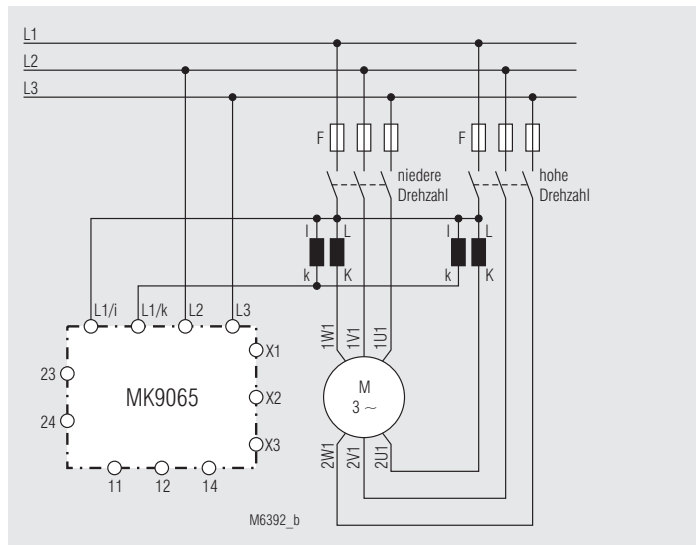 L1
L2
L3
F
F
niedere
Drehzahl
hohe
Drehzahl
l
L
l
L
k
K
k
K
L1/i
L1/k
L2
L3
1W1
1V1
1U1
X1
23
MK9065
X2
M
3 ~
24
X3
2W1
2V1
2U1
11
12
14
M6392_b